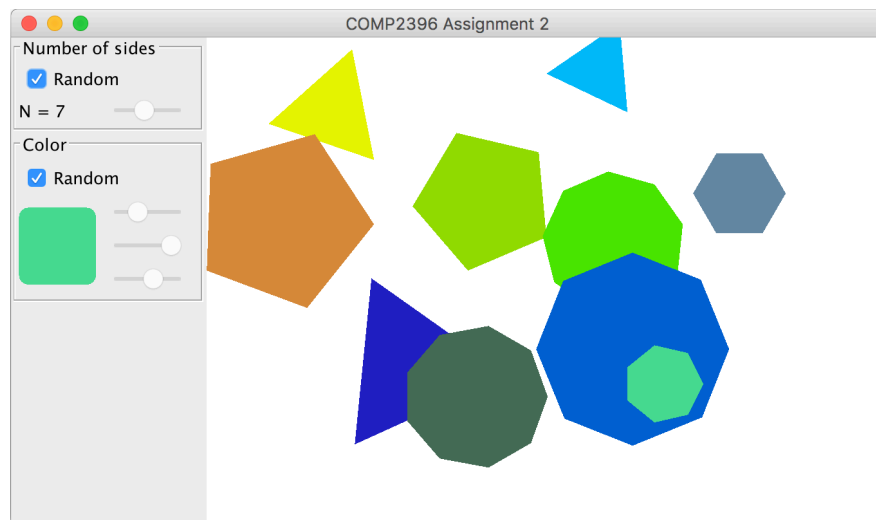 COMP2396 Assignment 2
Number of sides
Random
N = 7
Color
Random